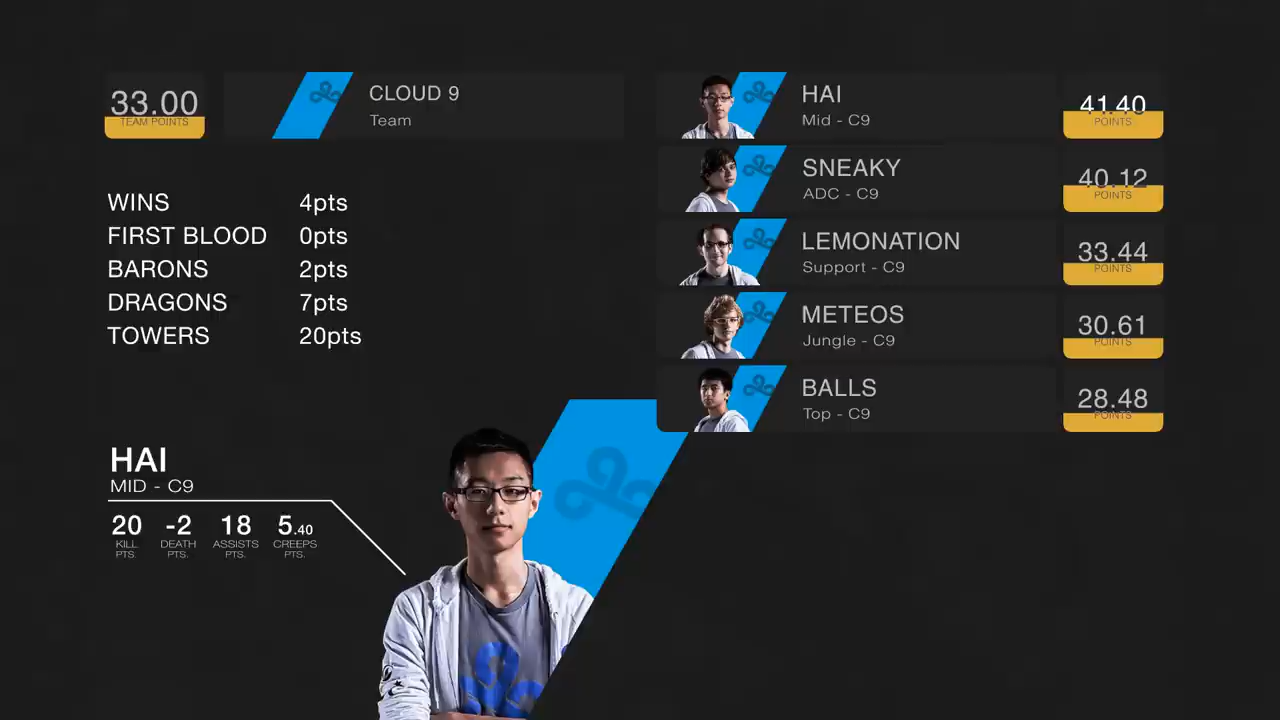 33.00
TEAM POINTS
CLOUD 9
Team
WINS 4pts
FIRST BLOOD 0pts
BARONS 2pts
DRAGONS 7pts
TOWERS 20pts
HAI
MID - C9
20 -2 18 5.40
KILL DEATH ASSISTS CREEPS
PTS. PTS. PTS. PTS.
HAI
Mid - C9
41.40
POINTS
SNEAKY
ADC - C9
40.12
POINTS
LEMONATION
Support - C9
33.44
POINTS
METEOS
Jungle - C9
30.61
POINTS
BALLS
Top - C9
28.48
POINTS